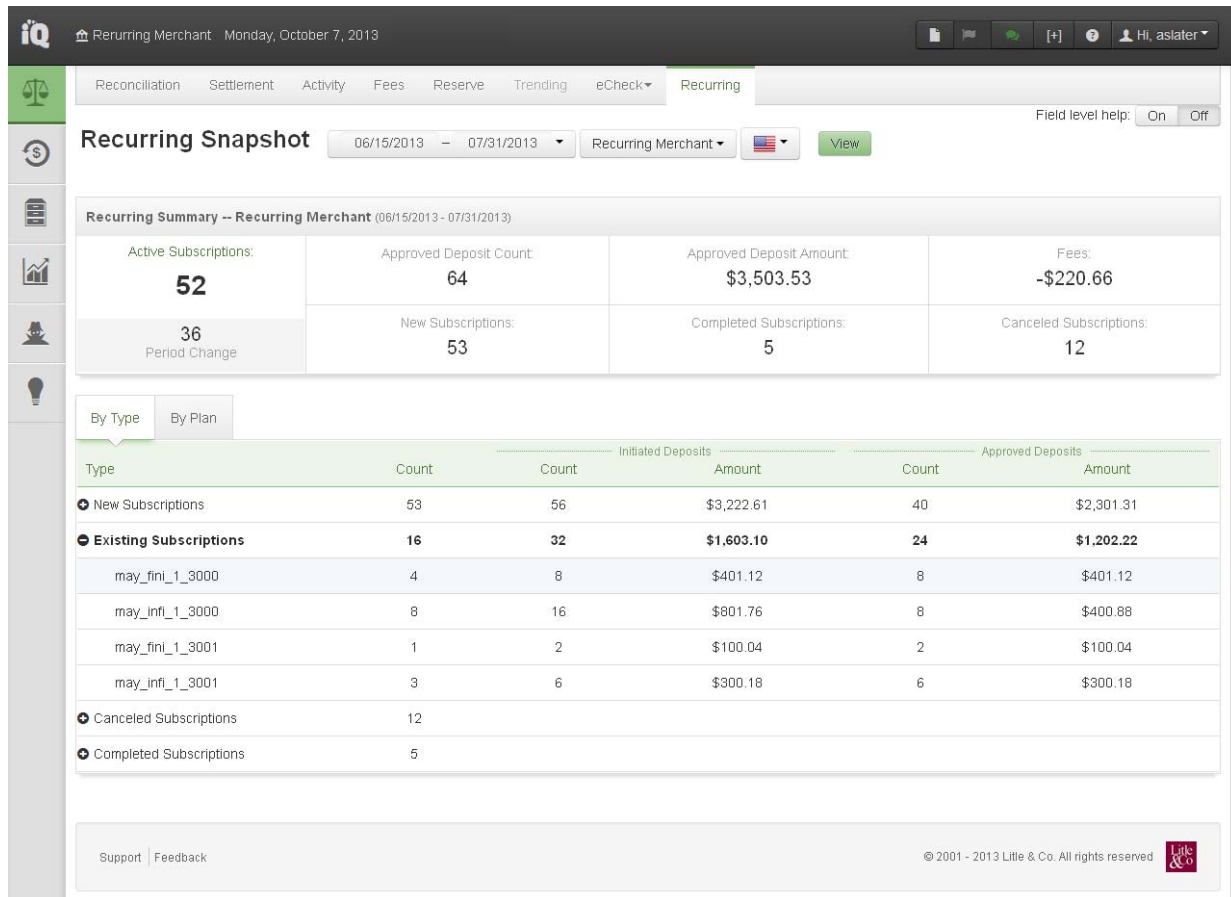 iQ
Rerurring Merchant Monday, October 7, 2013
[+] ? Hi, aslater
Reconciliation Settlement Activity Fees Reserve Trending eCheck Recurring
Field level help: On Off
Recurring Snapshot 06/15/2013 – 07/31/2013 Recurring Merchant View
Recurring Summary -- Recurring Merchant (06/15/2013 - 07/31/2013)
Active Subscriptions: Approved Deposit Count: Approved Deposit Amount: Fees:
52 64 $3,503.53 -$220.66
New Subscriptions: Completed Subscriptions: Canceled Subscriptions:
36 53 5 12
Period Change
By Type By Plan
Initiated Deposits Approved Deposits
Type Count Count Amount Count Amount
New Subscriptions 53 56 $3,222.61 40 $2,301.31
Existing Subscriptions 16 32 $1,603.10 24 $1,202.22
may_fini_1_3000 4 8 $401.12 8 $401.12
may_infi_1_3000 8 16 $801.76 8 $400.88
may_fini_1_3001 1 2 $100.04 2 $100.04
may_infi_1_3001 3 6 $300.18 6 $300.18
Canceled Subscriptions 12
Completed Subscriptions 5
Support Feedback
© 2001 - 2013 Litle & Co. All rights reserved
Litle
&Co